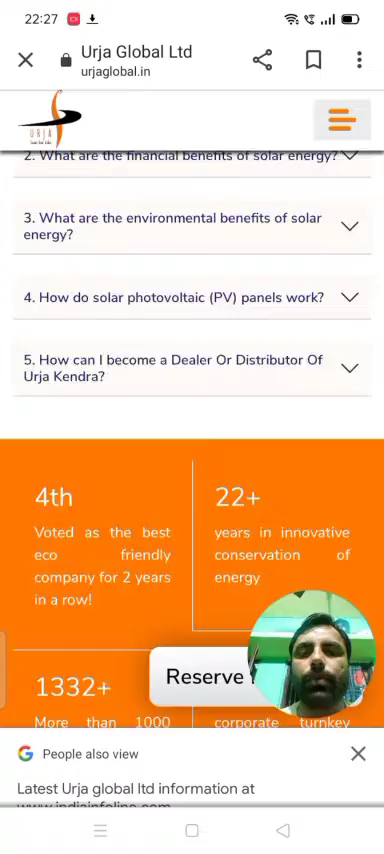 22:27
Urja Global Ltd
urjaglobal.in
URJA
2. What are the financial benefits of solar energy?
3. What are the environmental benefits of solar
energy?
4. How do solar photovoltaic (PV) panels work?
5. How can I become a Dealer Or Distributor Of
Urja Kendra?
4th
Voted as the best
eco friendly
company for 2 years
in a row!
22+
years in innovative
conservation of
energy
1332+
More than 1000
Reserve
corporate turnkey
G People also view
Latest Urja global ltd information at
www.indiainfoline.com